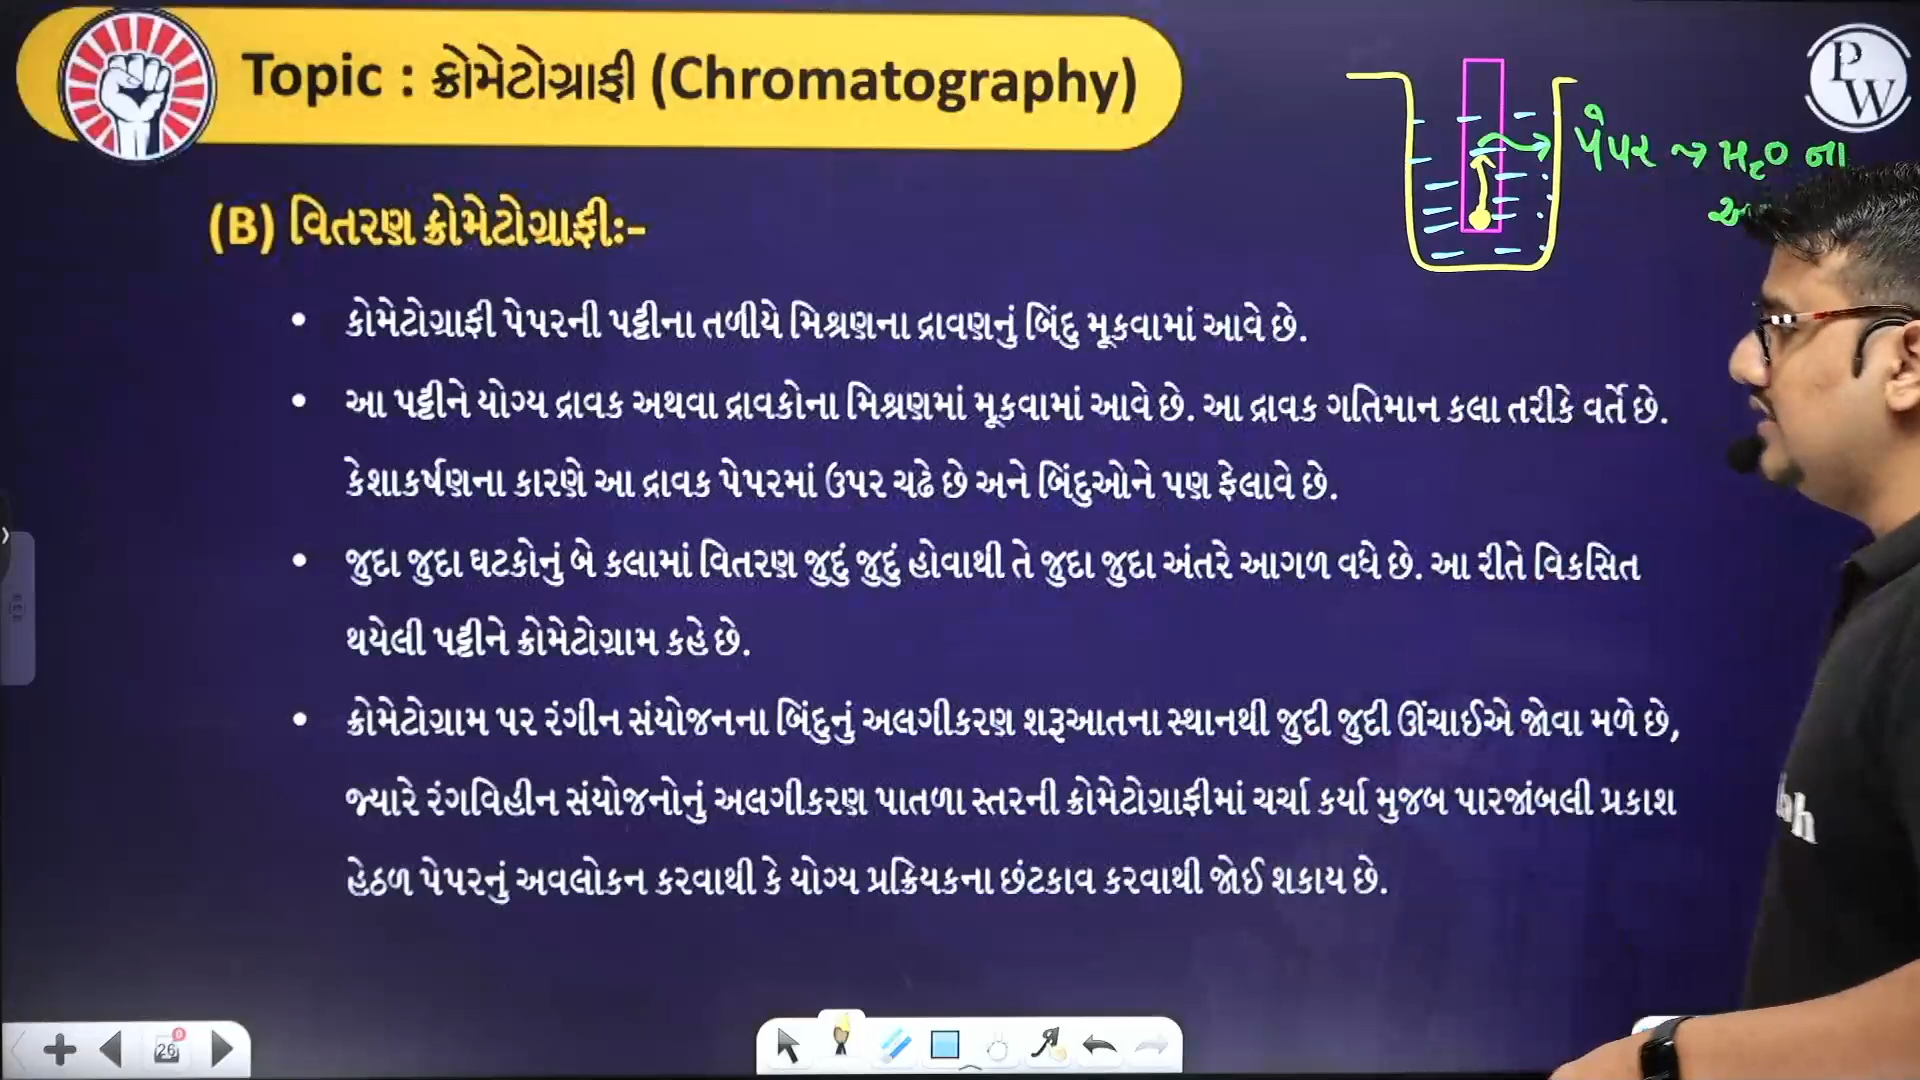 Topic : ક્રોમેટોગ્રાફી (Chromatography)
PW
પેપર → H₂O ના
(B) વિતરણ ક્રોમેટોગ્રાફીઃ-
• કોમેટોગ્રાફી પેપરની પટ્ટીના તળીયે મિશ્રણના દ્રાવણનું બિંદુ મૂકવામાં આવે છે.
• આ પટ્ટીને યોગ્ય દ્રાવક અથવા દ્રાવકોના મિશ્રણમાં મૂકવામાં આવે છે. આ દ્રાવક ગતિમાન કલા તરીકે વર્તે છે.
કેશાકર્ષણના કારણે આ દ્રાવક પેપરમાં ઉપર ચઢે છે અને બિંદુઓને પણ ફેલાવે છે.
• જુદા જુદા ઘટકોનું બે કલામાં વિતરણ જુદું જુદું હોવાથી તે જુદા જુદા અંતરે આગળ વધે છે. આ રીતે વિકસિત
થયેલી પટ્ટીને ક્રોમેટોગ્રામ કહે છે.
• ક્રોમેટોગ્રામ પર રંગીન સંયોજનના બિંદુનું અલગીકરણ શરૂઆતના સ્થાનથી જુદી જુદી ઊંચાઈએ જોવા મળે છે,
જ્યારે રંગવિહીન સંયોજનોનું અલગીકરણ પાતળા સ્તરની ક્રોમેટોગ્રાફીમાં ચર્ચા કર્યા મુજબ પારજાંબલી પ્રકાશ
હેઠળ પેપરનું અવલોકન કરવાથી કે યોગ્ય પ્રક્રિયકના છંટકાવ કરવાથી જોઈ શકાય છે.
26
0